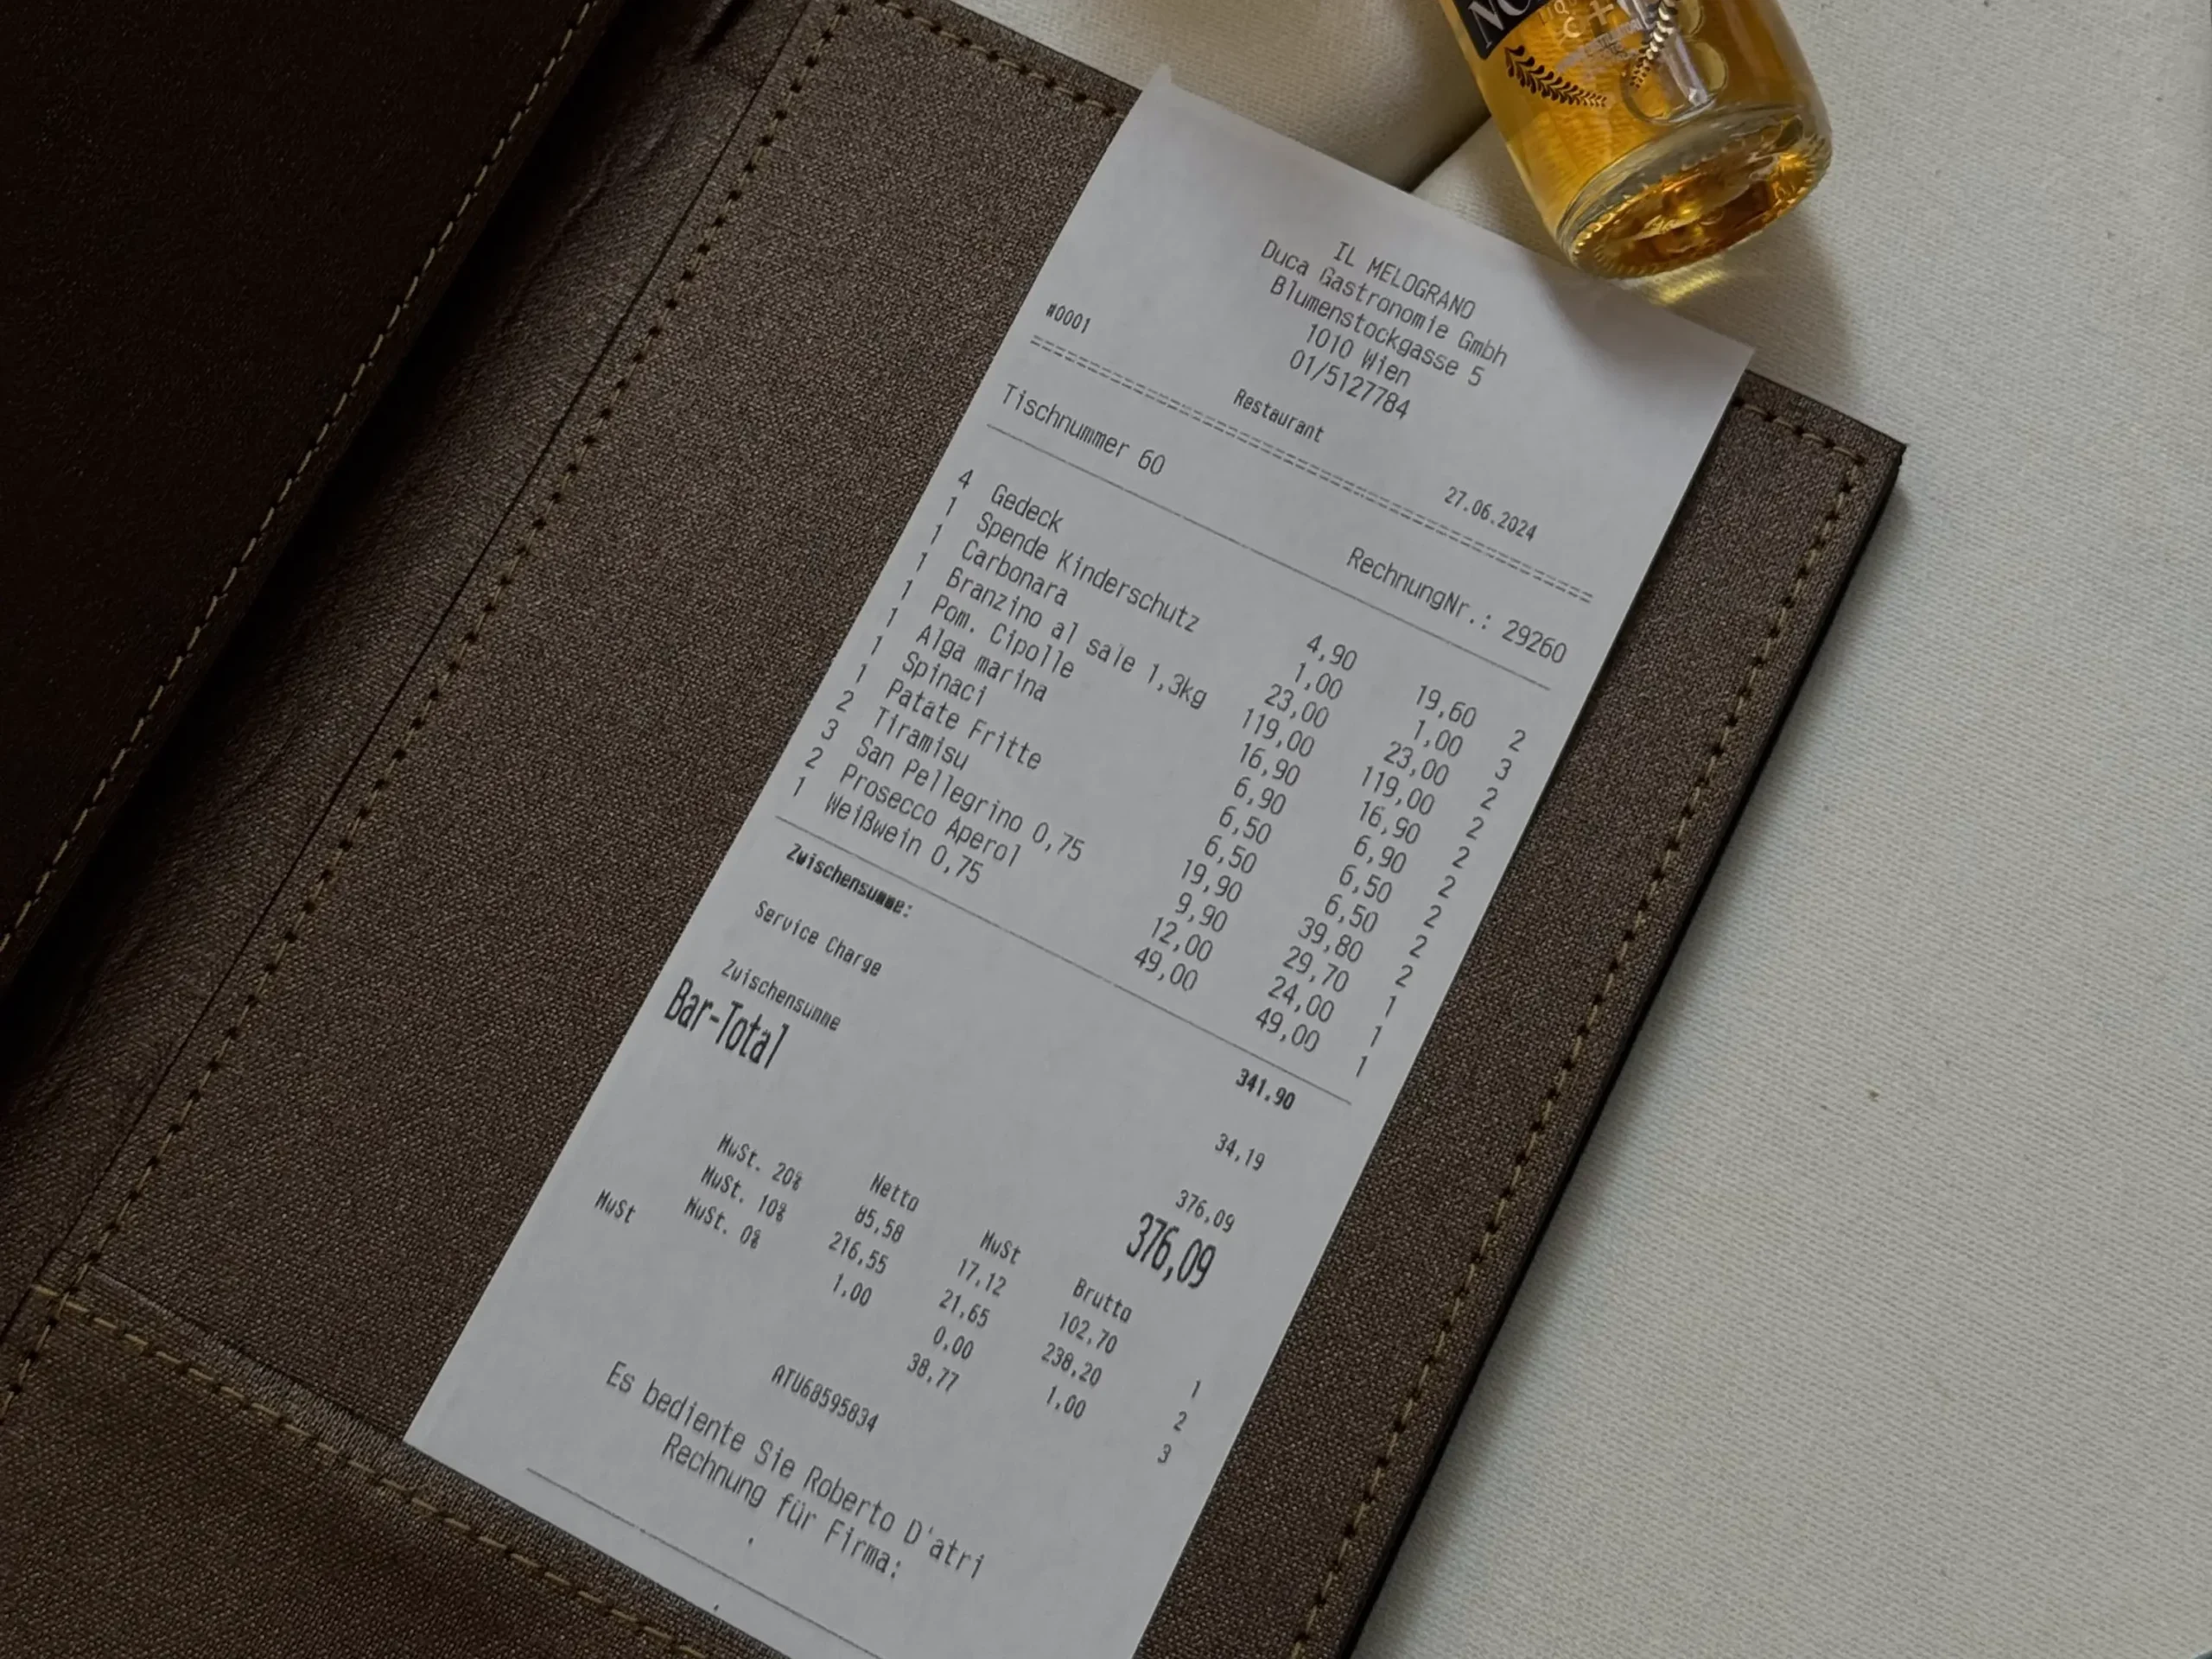 NO
IL MELOGRANO
Duca Gastronomie Gmbh
Blumenstockgasse 5
1010 Wien
01/5127784
#0001 Restaurant 27.06.2024
Tischnummer 60 RechnungNr.: 29260
4 Gedeck 4,90 19,60 2
1 Spende Kinderschutz 1,00 1,00 3
1 Carbonara 23,00 23,00 2
1 Branzino al sale 1,3kg 119,00 119,00 2
1 Pom. Cipolle 16,90 16,90 2
1 Alga marina 6,90 6,90 2
1 Spinaci 6,50 6,50 2
1 Patate Fritte 6,50 6,50 2
2 Tiramisu 19,90 39,80 2
3 San Pellegrino 0,75 9,90 29,70 1
2 Prosecco Aperol 12,00 24,00 1
1 Weißwein 0,75 49,00 49,00 1
Zwischensumme: 341.90
Service Charge 34,19
Zwischensumme 376,09
Bar-Total 376,09
Netto MwSt Brutto
MwSt. 20% 85,58 17,12 102,70 1
MwSt. 10% 216,55 21,65 238,20 2
MwSt. 0% 1,00 0,00 1,00 3
MwSt 38,77
ATU68595834
Es bediente Sie Roberto D'atri
Rechnung für Firma: